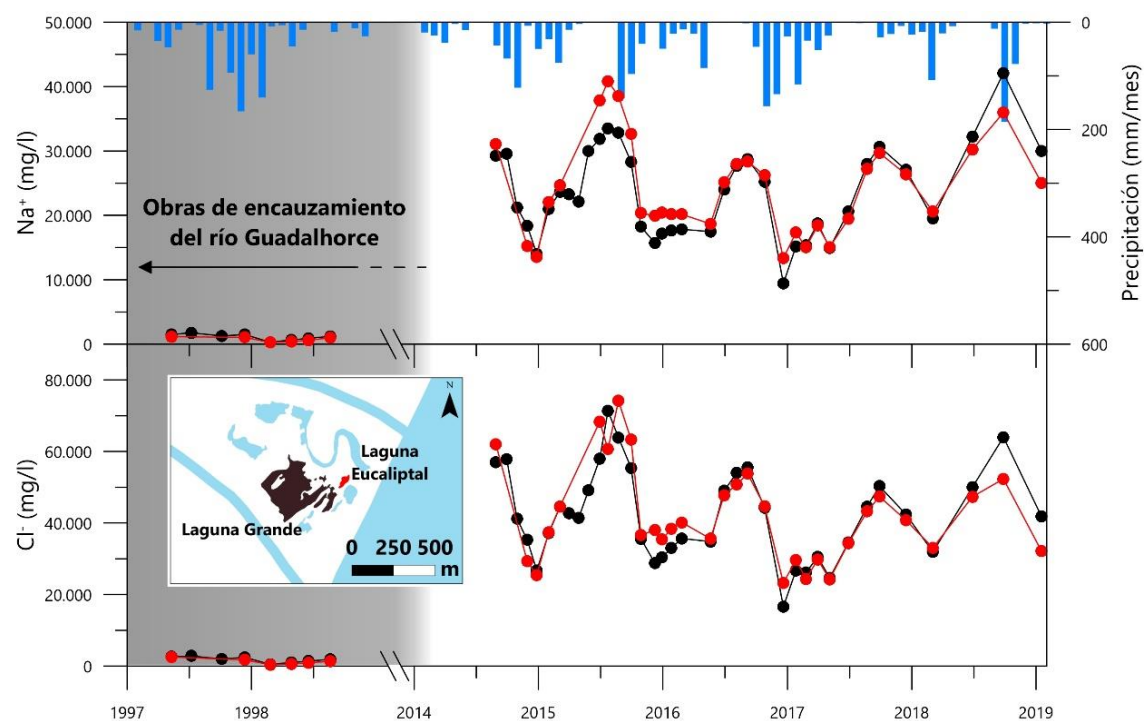 50.000
40.000
30.000
20.000
10.000
0
Na⁺ (mg/l)
0
200
400
600
Precipitación (mm/mes)
Obras de encauzamiento
del río Guadalhorce
80.000
60.000
40.000
20.000
0
Cl⁻ (mg/l)
N
Laguna
Eucaliptal
Laguna Grande
0 250 500
m
1997 1998 2014 2015 2016 2017 2018 2019